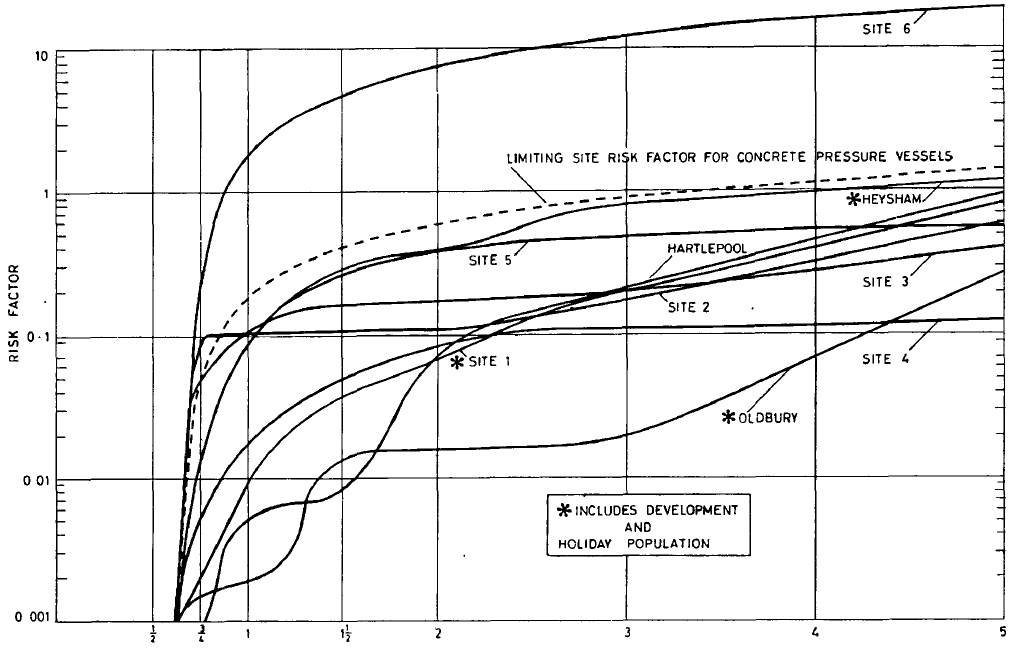 SITE 6
10
LIMITING SITE RISK FACTOR FOR CONCRETE PRESSURE VESSELS
1
*HEYSHAM
HARTLEPOOL
SITE 5
SITE 3
SITE 2
RISK FACTOR
0·1
SITE 1
*
SITE 4
*OLDBURY
0 01
*INCLUDES DEVELOPMENT
AND
HOLIDAY POPULATION
0 001
½ ¾ 1 1½ 2 3 4 5